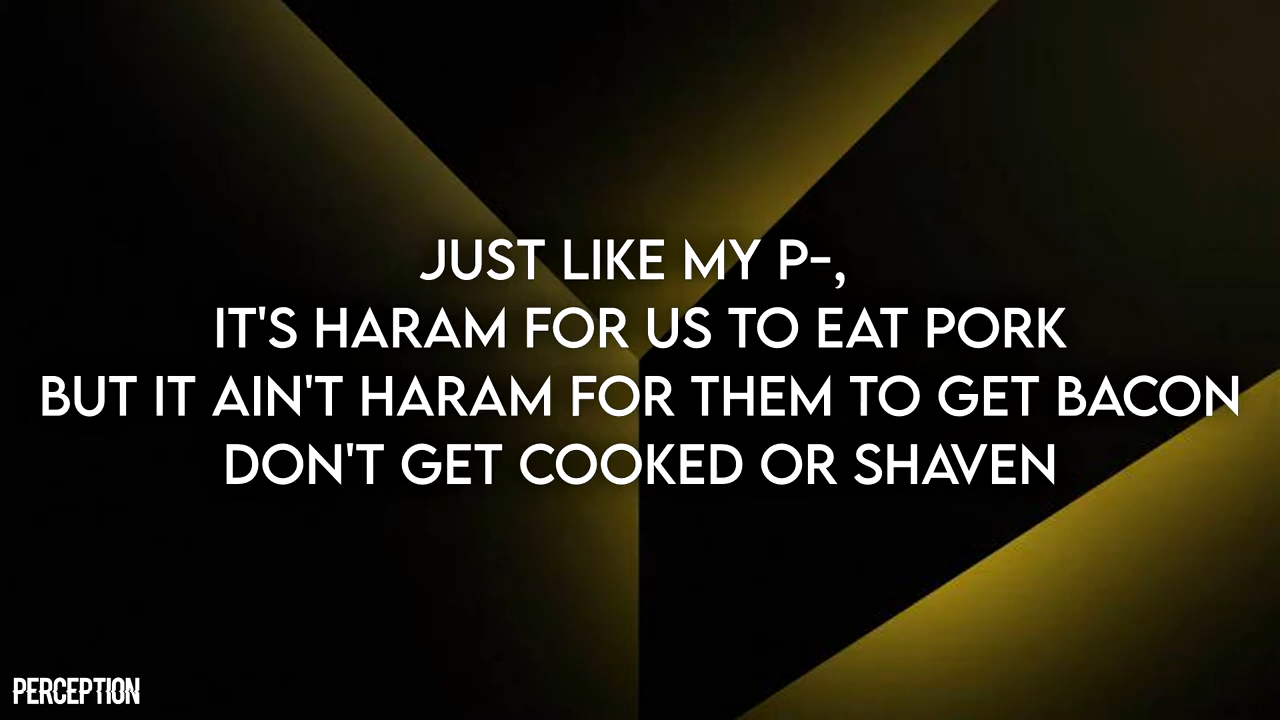 JUST LIKE MY P-,
IT'S HARAM FOR US TO EAT PORK
BUT IT AIN'T HARAM FOR THEM TO GET BACON
DON'T GET COOKED OR SHAVEN
PERCEPTION